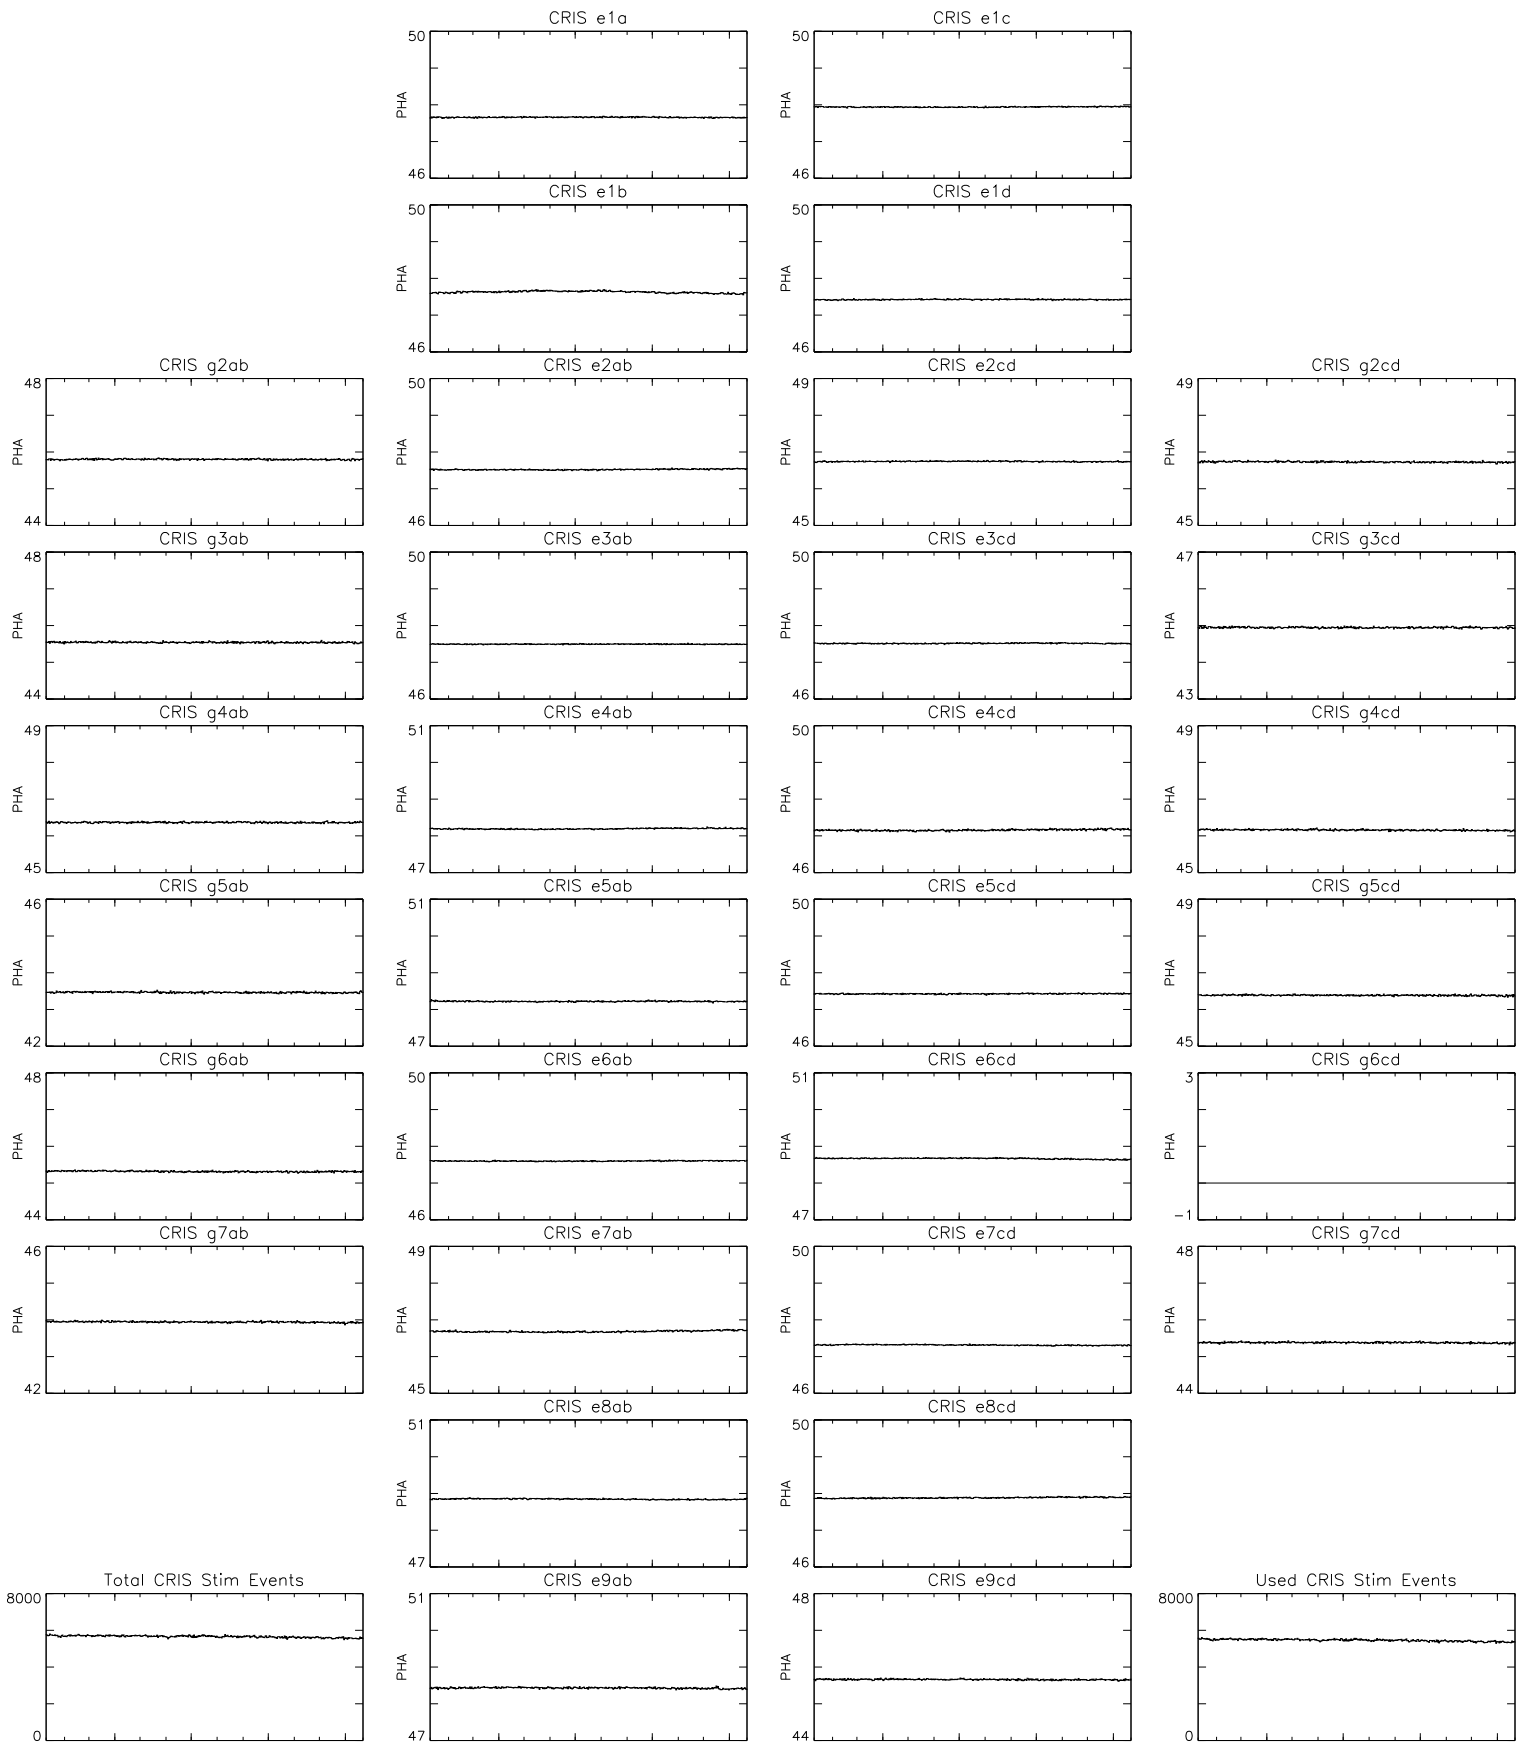 CRIS e1a
50
PHA
46
CRIS e1c
50
PHA
46
CRIS e1b
50
PHA
46
CRIS e1d
50
PHA
46
CRIS g2ab
48
PHA
44
CRIS e2ab
50
PHA
46
CRIS e2cd
49
PHA
45
CRIS g2cd
49
PHA
45
CRIS g3ab
48
PHA
44
CRIS e3ab
50
PHA
46
CRIS e3cd
50
PHA
46
CRIS g3cd
47
PHA
43
CRIS g4ab
49
PHA
45
CRIS e4ab
51
PHA
47
CRIS e4cd
50
PHA
46
CRIS g4cd
49
PHA
45
CRIS g5ab
46
PHA
42
CRIS e5ab
51
PHA
47
CRIS e5cd
50
PHA
46
CRIS g5cd
49
PHA
45
CRIS g6ab
48
PHA
44
CRIS e6ab
50
PHA
46
CRIS e6cd
51
PHA
47
CRIS g6cd
3
PHA
-1
CRIS g7ab
46
PHA
42
CRIS e7ab
49
PHA
45
CRIS e7cd
50
PHA
46
CRIS g7cd
48
PHA
44
CRIS e8ab
51
PHA
47
CRIS e8cd
50
PHA
46
Total CRIS Stim Events
8000
0
CRIS e9ab
51
PHA
47
CRIS e9cd
48
PHA
44
Used CRIS Stim Events
8000
0